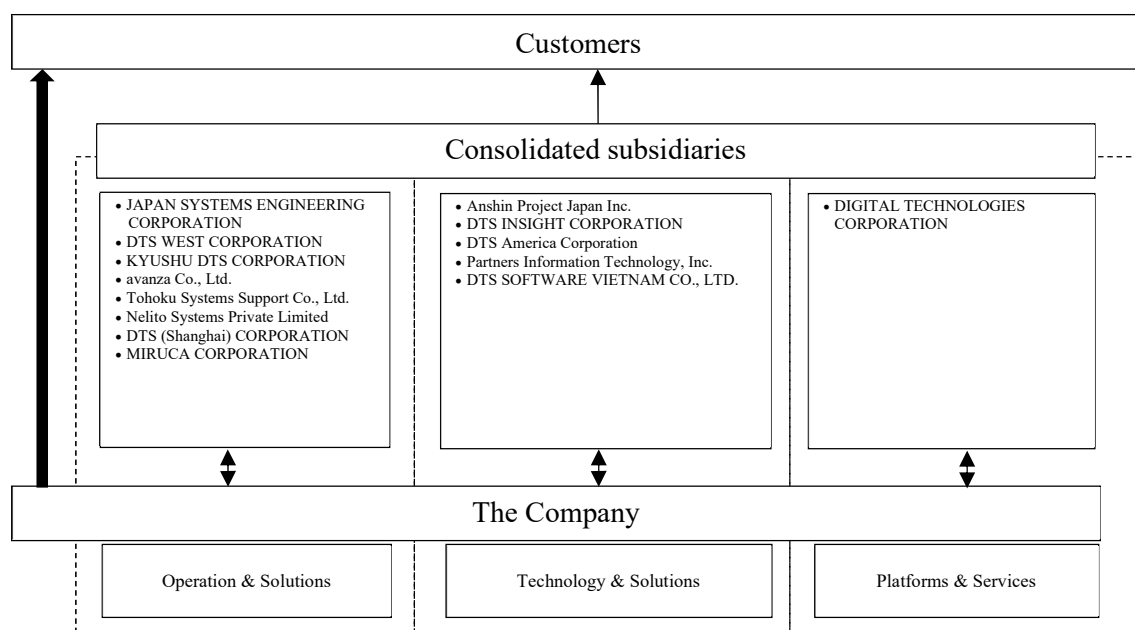 Customers
Consolidated subsidiaries
• JAPAN SYSTEMS ENGINEERING
CORPORATION
• DTS WEST CORPORATION
• KYUSHU DTS CORPORATION
• avanza Co., Ltd.
• Tohoku Systems Support Co., Ltd.
• Nelito Systems Private Limited
• DTS (Shanghai) CORPORATION
• MIRUCA CORPORATION
• Anshin Project Japan Inc.
• DTS INSIGHT CORPORATION
• DTS America Corporation
• Partners Information Technology, Inc.
• DTS SOFTWARE VIETNAM CO., LTD.
• DIGITAL TECHNOLOGIES
CORPORATION
The Company
Operation & Solutions
Technology & Solutions
Platforms & Services